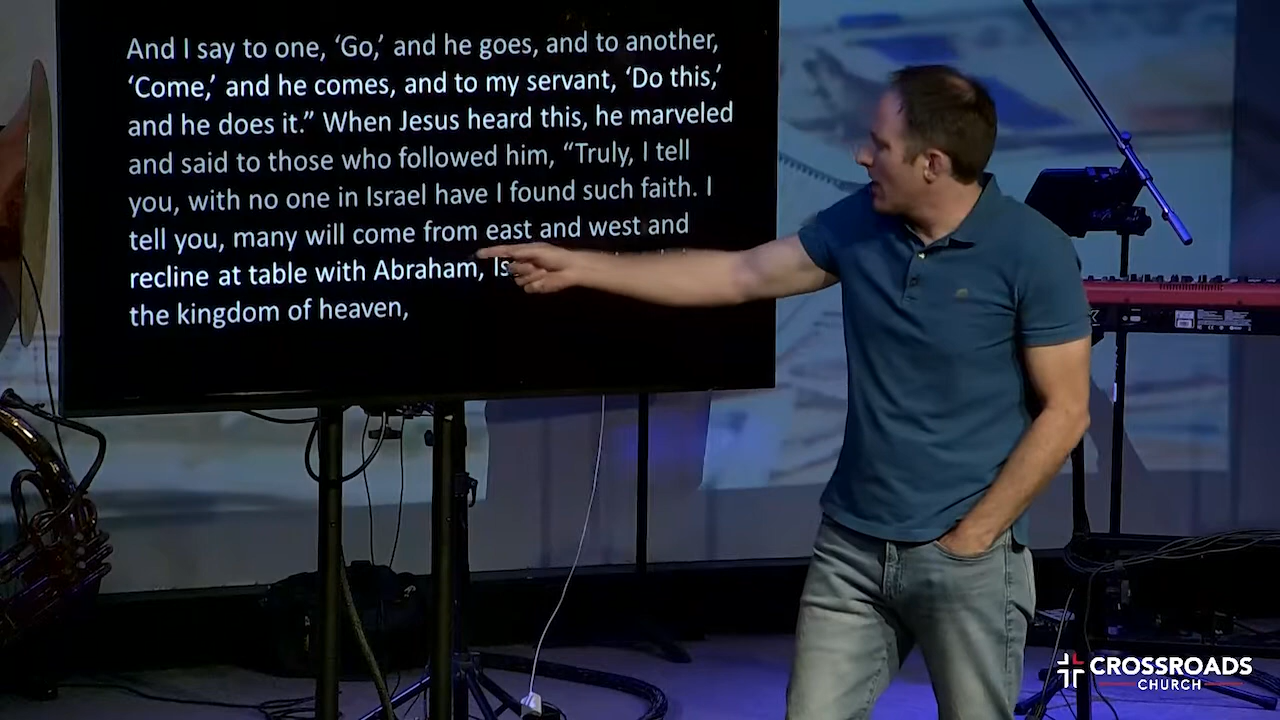 And I say to one, ‘Go,’ and he goes, and to another,
‘Come,’ and he comes, and to my servant, ‘Do this,’
and he does it.” When Jesus heard this, he marveled
and said to those who followed him, “Truly, I tell
you, with no one in Israel have I found such faith. I
tell you, many will come from east and west and
recline at table with Abraham,
the kingdom of heaven,
CROSSROADS
CHURCH